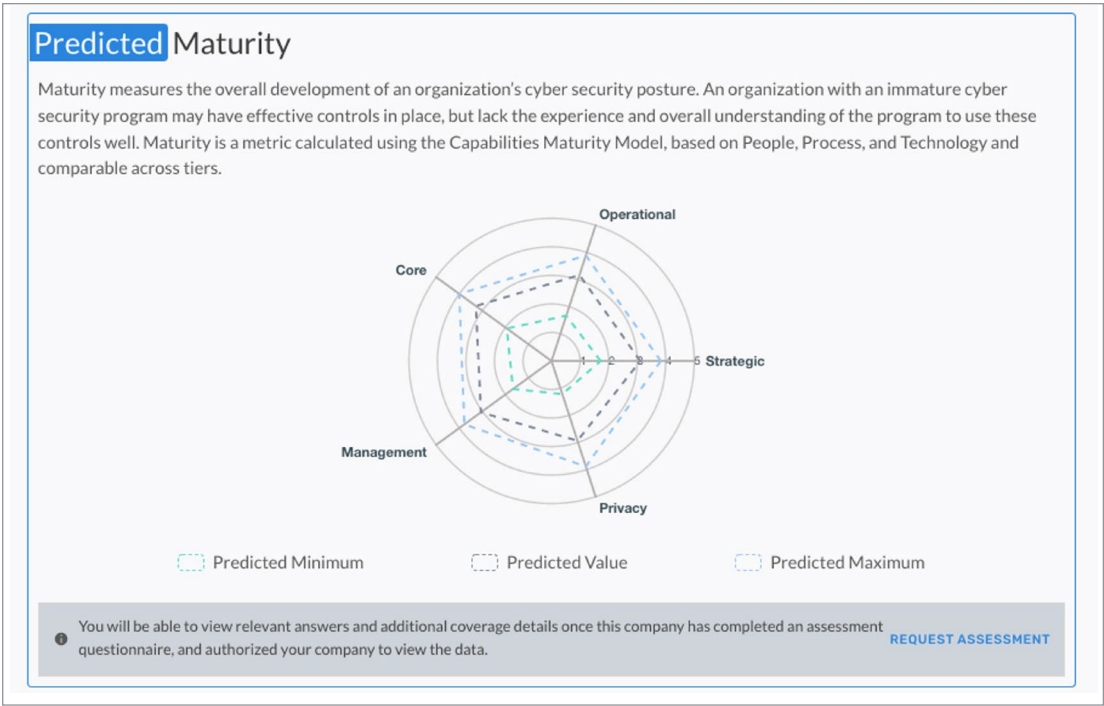 Predicted Maturity
Maturity measures the overall development of an organization's cyber security posture. An organization with an immature cyber
security program may have effective controls in place, but lack the experience and overall understanding of the program to use these
controls well. Maturity is a metric calculated using the Capabilities Maturity Model, based on People, Process, and Technology and
comparable across tiers.
Operational
Core
1 2 3 4 5 Strategic
Management
Privacy
Predicted Minimum Predicted Value Predicted Maximum
You will be able to view relevant answers and additional coverage details once this company has completed an assessment
questionnaire, and authorized your company to view the data.
REQUEST ASSESSMENT